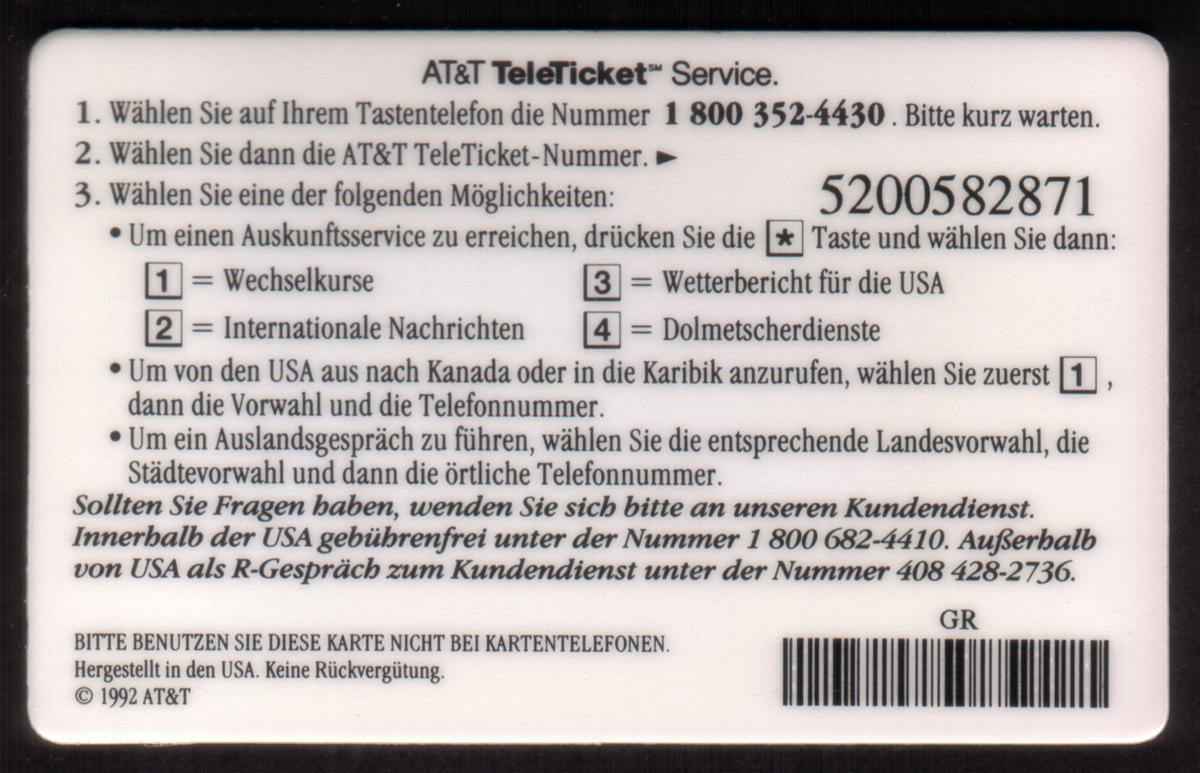 AT&T TeleTicket℠ Service.
1. Wählen Sie auf Ihrem Tastentelefon die Nummer 1 800 352-4430. Bitte kurz warten.
2. Wählen Sie dann die AT&T TeleTicket-Nummer. ►
5200582871
3. Wählen Sie eine der folgenden Möglichkeiten:
• Um einen Auskunftsservice zu erreichen, drücken Sie die * Taste und wählen Sie dann:
1 = Wechselkurse 3 = Wetterbericht für die USA
2 = Internationale Nachrichten 4 = Dolmetscherdienste
• Um von den USA aus nach Kanada oder in die Karibik anzurufen, wählen Sie zuerst 1,
dann die Vorwahl und die Telefonnummer.
• Um ein Auslandsgespräch zu führen, wählen Sie die entsprechende Landesvorwahl, die
Städtevorwahl und dann die örtliche Telefonnummer.
Sollten Sie Fragen haben, wenden Sie sich bitte an unseren Kundendienst.
Innerhalb der USA gebührenfrei unter der Nummer 1 800 682-4410. Außerhalb
von USA als R-Gespräch zum Kundendienst unter der Nummer 408 428-2736.
GR
BITTE BENUTZEN SIE DIESE KARTE NICHT BEI KARTENTELEFONEN.
Hergestellt in den USA. Keine Rückvergütung.
© 1992 AT&T